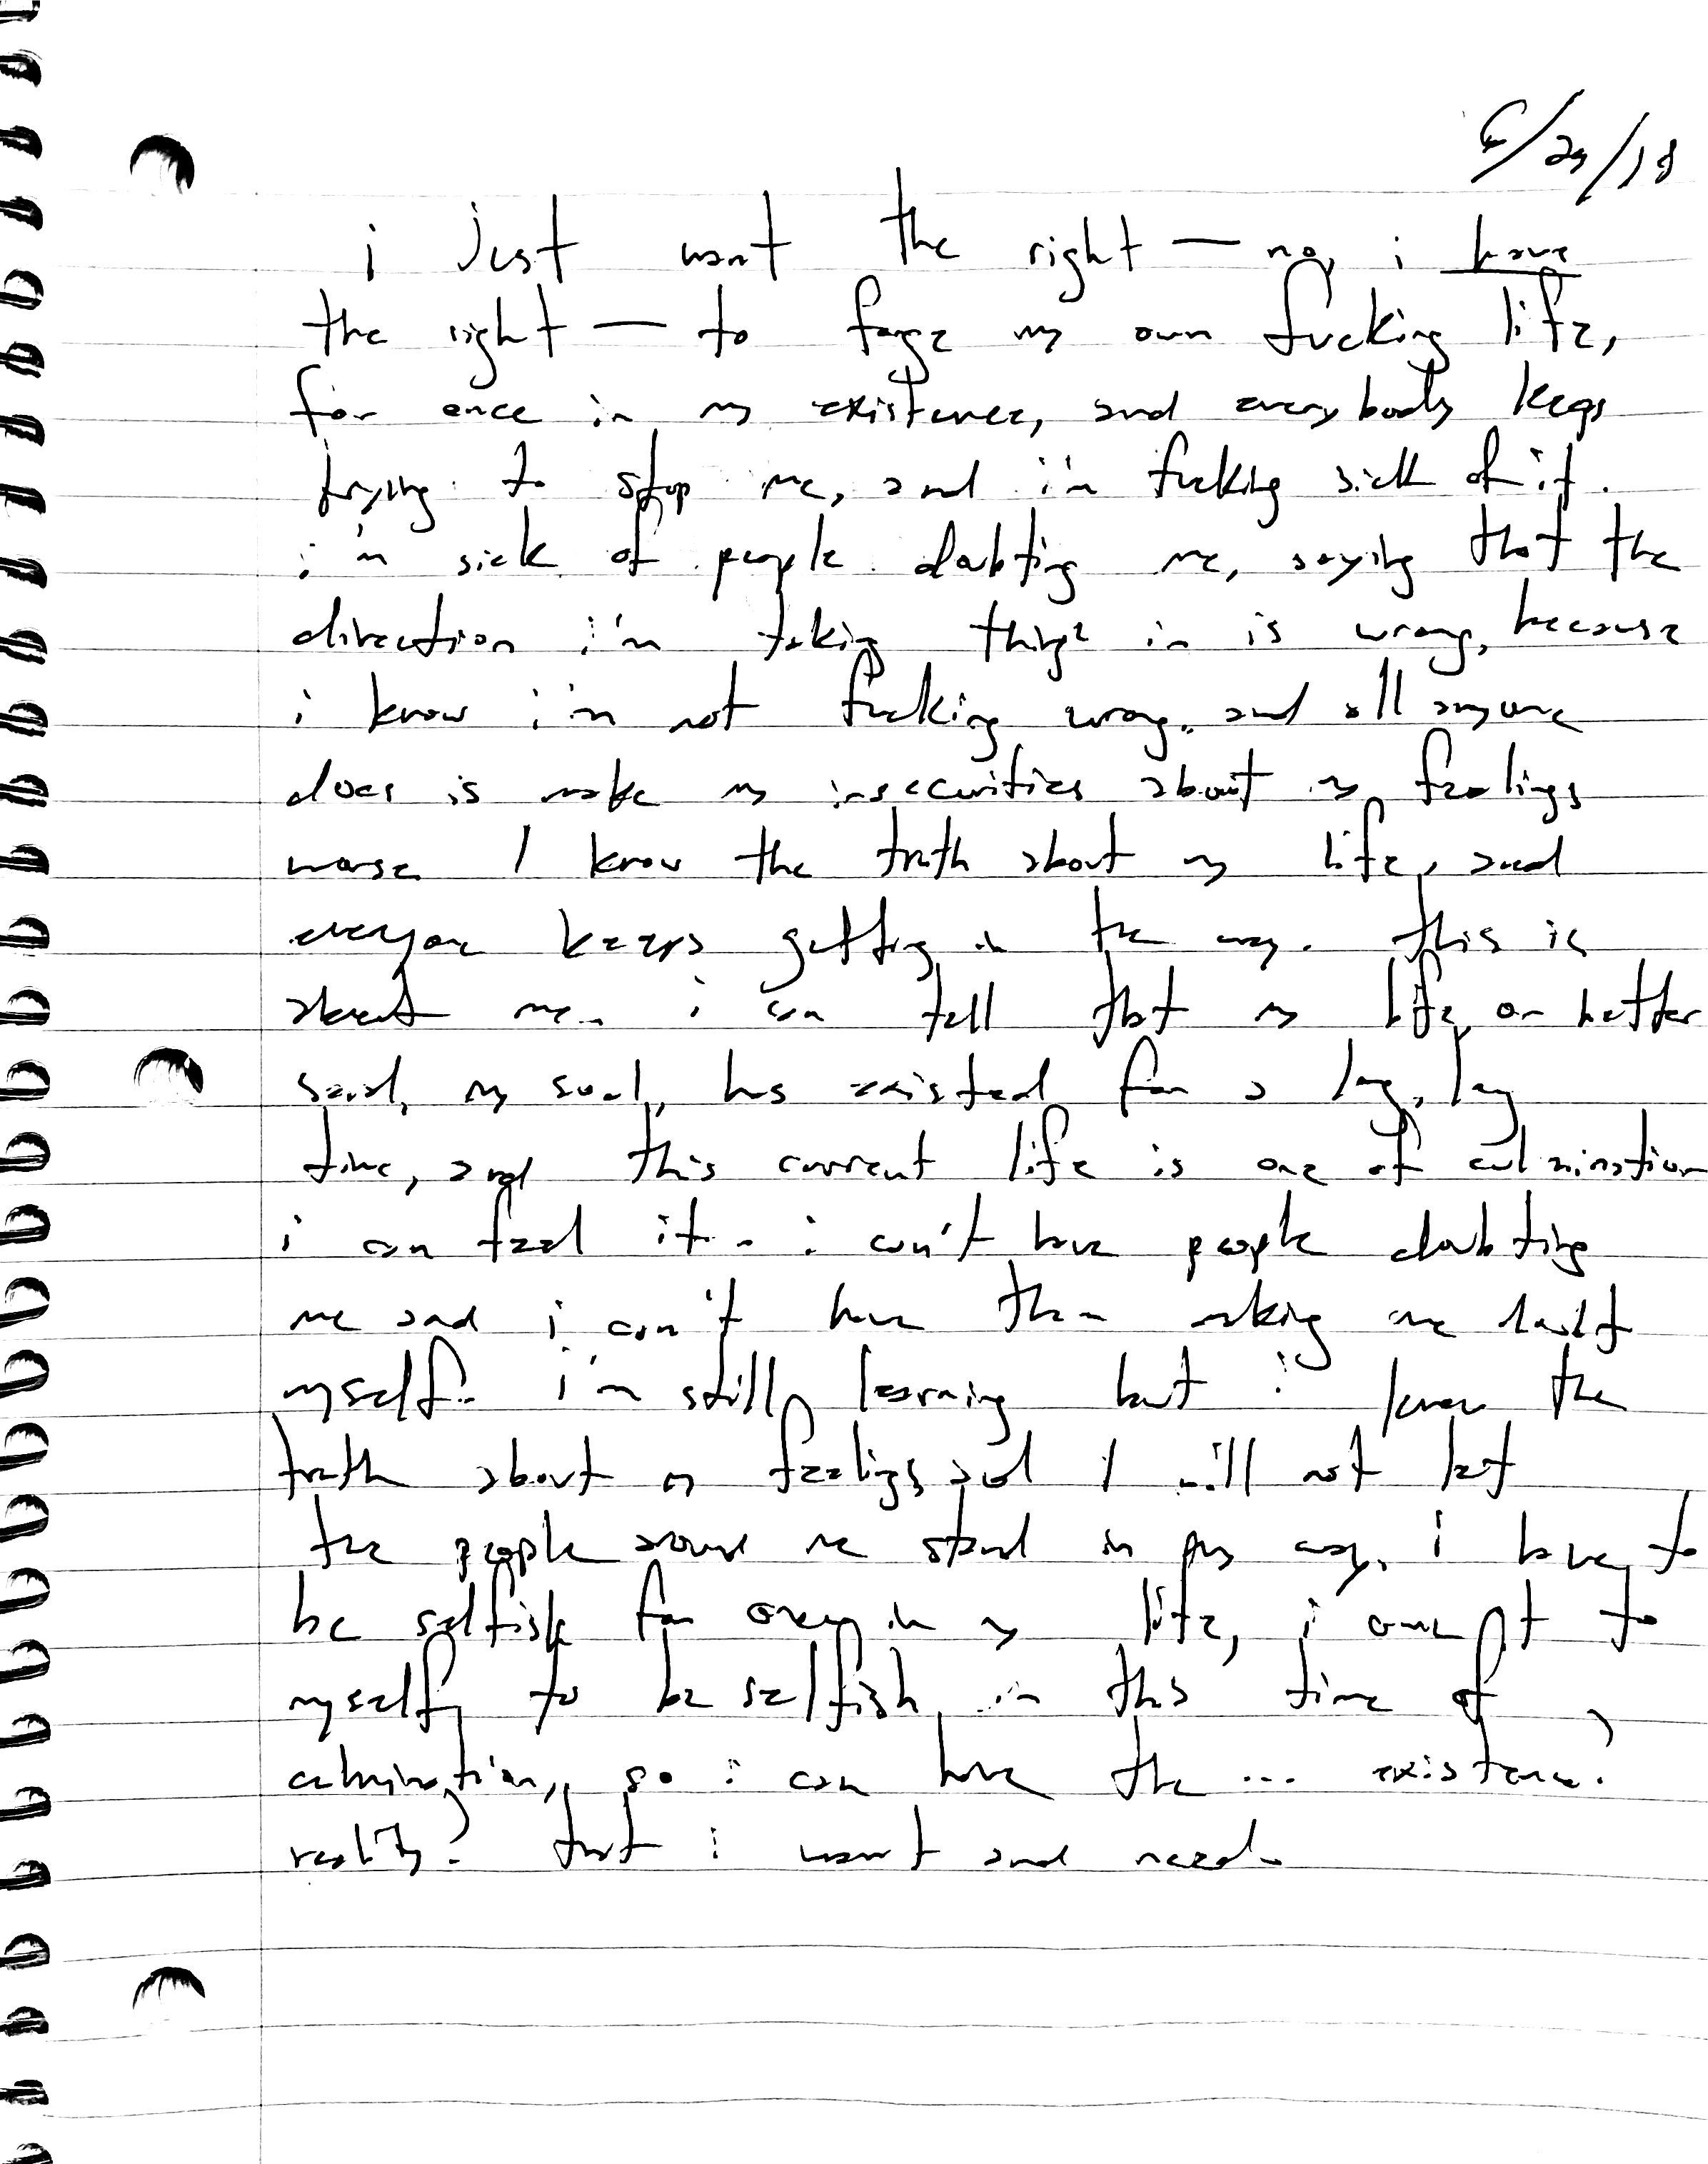 6/29/18
i just want the right — no, i have
the right — to forge my own fucking life,
for once in my existence, and everybody keeps
trying to stop me, and i'm fucking sick of it.
i'm sick of people doubting me, saying that the
direction i'm taking things in is wrong, because
i know i'm not fucking wrong. and all anyone
does is make my insecurities about my feelings
worse. I know the truth about my life, and
everyone keeps getting in the way. this is
about me. i can tell that my life, or better
said, my soul, has existed for a long, long
time, and this current life is one of culmination
i can feel it. i can't have people doubting
me and i can't have them making me doubt
myself. i'm still learning but i know the
truth about my feelings and I will not let
the people around me stand in my way. i have to
be selfish for once in my life, i owe it to
myself to be selfish in this time of
culmination, so i can have the ... existence?
reality? that i want and need.